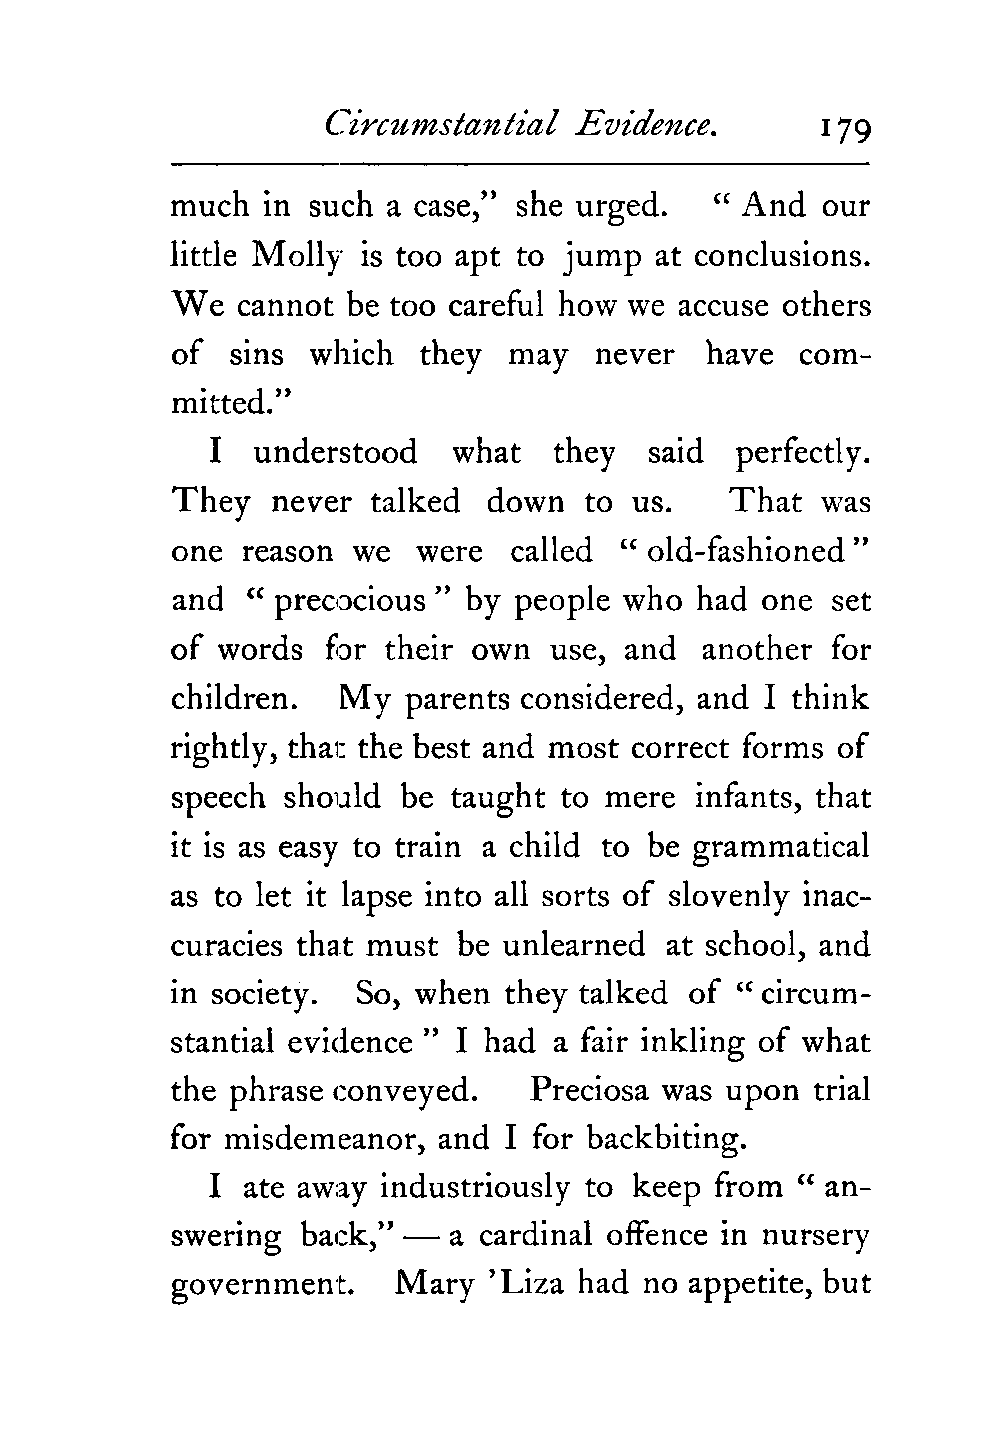 Circumstantial Evidence. 179
much in such a case,” she urged. “ And our
little Molly is too apt to jump at conclusions.
We cannot be too careful how we accuse others
of sins which they may never have com-
mitted.”
I understood what they said perfectly.
They never talked down to us. That was
one reason we were called “ old-fashioned ”
and “ precocious ” by people who had one set
of words for their own use, and another for
children. My parents considered, and I think
rightly, that the best and most correct forms of
speech should be taught to mere infants, that
it is as easy to train a child to be grammatical
as to let it lapse into all sorts of slovenly inac-
curacies that must be unlearned at school, and
in society. So, when they talked of “ circum-
stantial evidence ” I had a fair inkling of what
the phrase conveyed. Preciosa was upon trial
for misdemeanor, and I for backbiting.
I ate away industriously to keep from “ an-
swering back,” — a cardinal offence in nursery
government. Mary ’Liza had no appetite, but